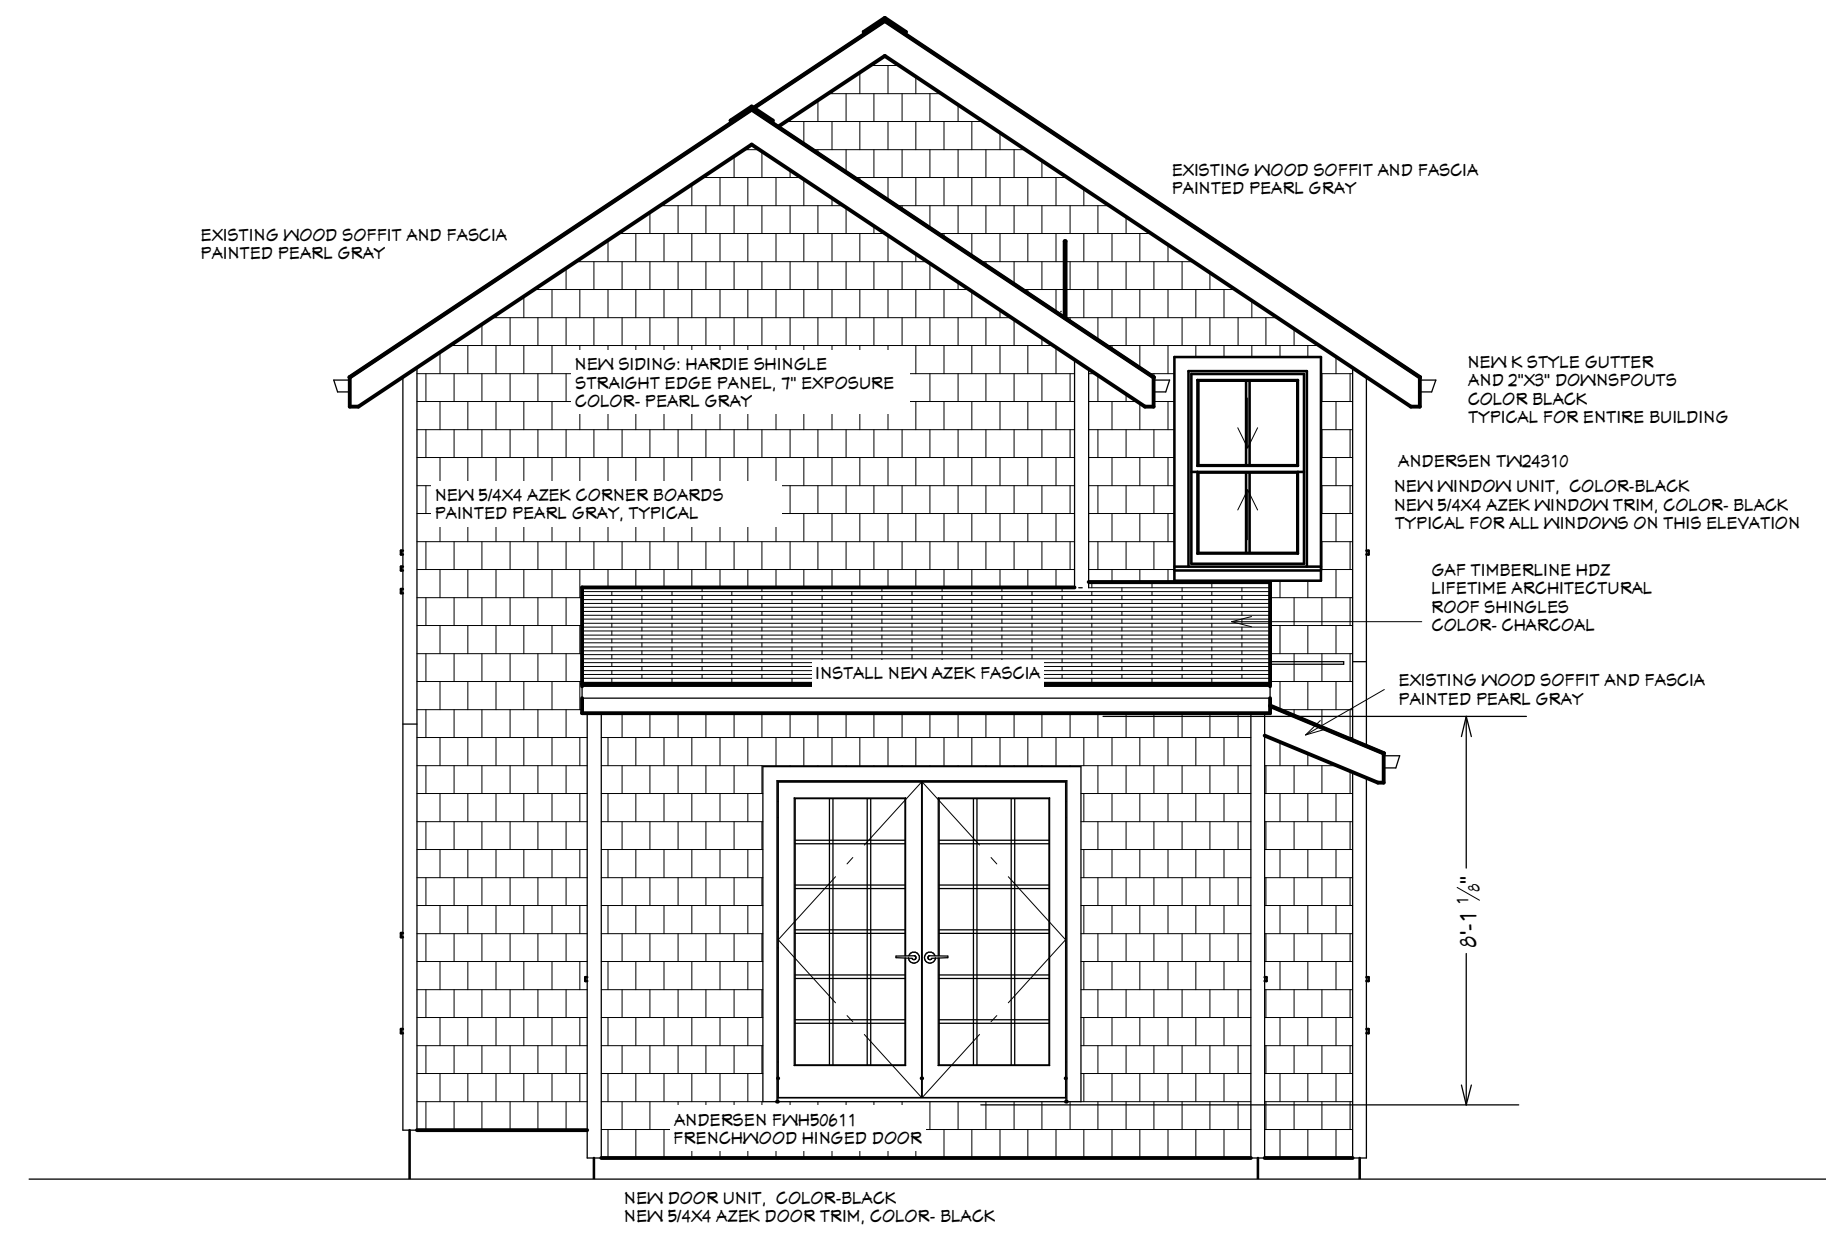 EXISTING WOOD SOFFIT AND FASCIA
PAINTED PEARL GRAY
EXISTING WOOD SOFFIT AND FASCIA
PAINTED PEARL GRAY
NEW SIDING: HARDIE SHINGLE
STRAIGHT EDGE PANEL, 7" EXPOSURE
COLOR- PEARL GRAY
NEW K STYLE GUTTER
AND 2"X3" DOWNSPOUTS
COLOR BLACK
TYPICAL FOR ENTIRE BUILDING
ANDERSEN TW24310
NEW WINDOW UNIT, COLOR-BLACK
NEW 5/4X4 AZEK WINDOW TRIM, COLOR- BLACK
TYPICAL FOR ALL WINDOWS ON THIS ELEVATION
NEW 5/4X4 AZEK CORNER BOARDS
PAINTED PEARL GRAY, TYPICAL
GAF TIMBERLINE HDZ
LIFETIME ARCHITECTURAL
ROOF SHINGLES
COLOR- CHARCOAL
INSTALL NEW AZEK FASCIA
EXISTING WOOD SOFFIT AND FASCIA
PAINTED PEARL GRAY
8'-1 1/8"
ANDERSEN FWH50611
FRENCHWOOD HINGED DOOR
NEW DOOR UNIT, COLOR-BLACK
NEW 5/4X4 AZEK DOOR TRIM, COLOR- BLACK